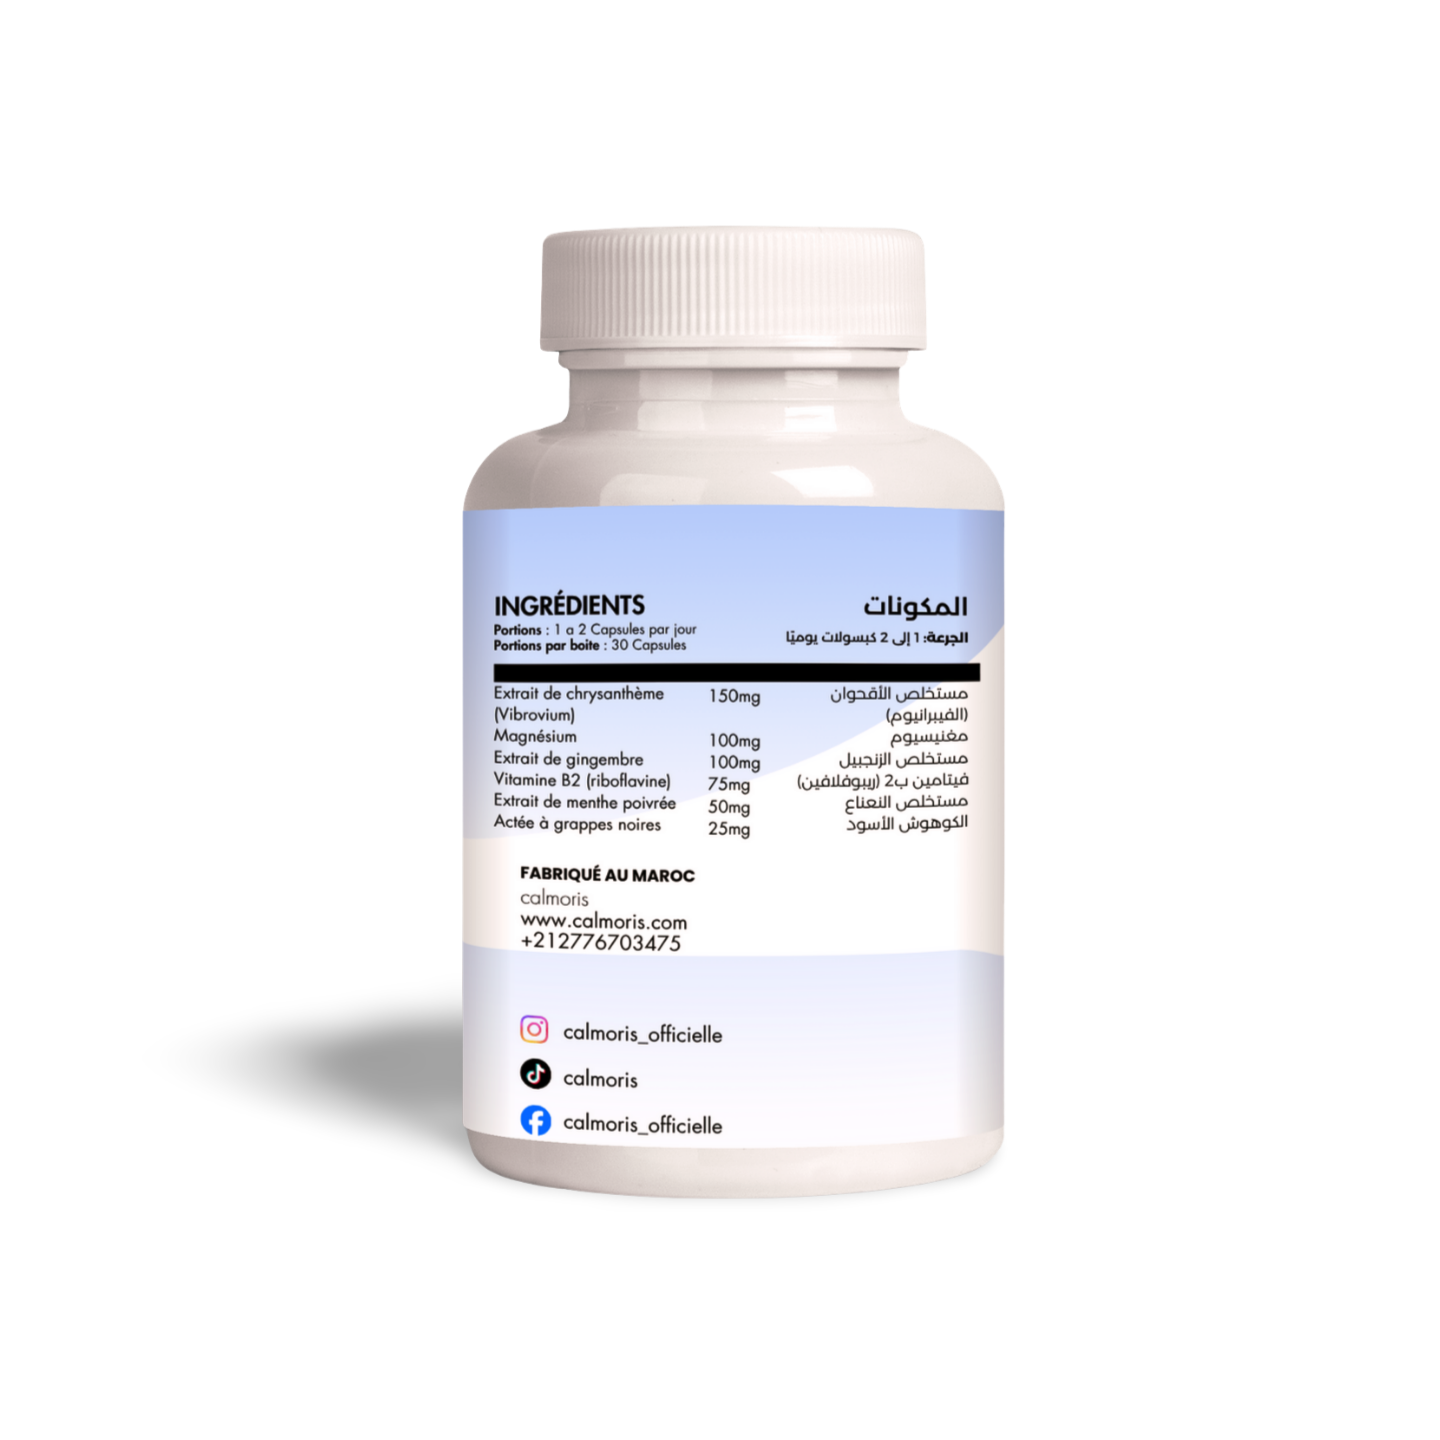 INGRÉDIENTS
المكونات
Portions : 1 a 2 Capsules par jour
الجرعة: 1 إلى 2 كبسولات يوميًا
Portions par boite : 30 Capsules
Extrait de chrysanthème 150mg مستخلص الأقحوان
(Vibrovium) (الفيبرانيوم)
Magnésium 100mg مغنيسيوم
Extrait de gingembre 100mg مستخلص الزنجبيل
Vitamine B2 (riboflavine) 75mg فيتامين ب2 (ريبوفلافين)
Extrait de menthe poivrée 50mg مستخلص النعناع
Actée à grappes noires 25mg الكوهوش الأسود
FABRIQUÉ AU MAROC
calmoris
www.calmoris.com
+212776703475
calmoris_officielle
calmoris
calmoris_officielle